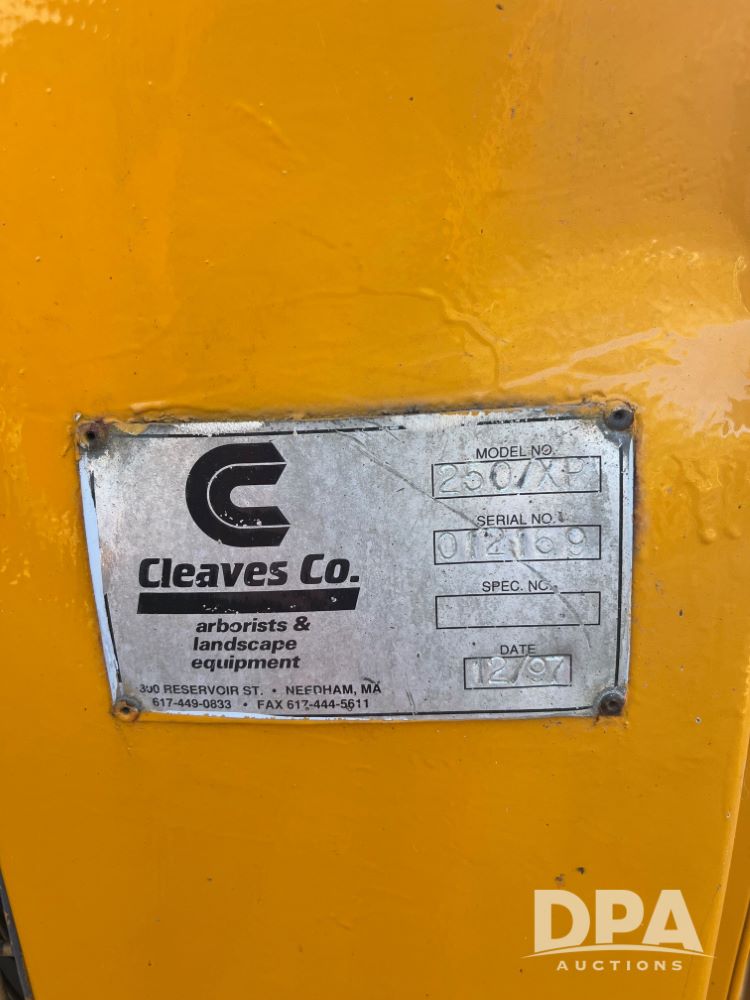 Cleaves Co.
arborists &
landscape
equipment
300 RESERVOIR ST. • NEEDHAM, MA
617-449-0833 • FAX 617-444-5611
MODEL NO.
250/XP
SERIAL NO.
012169
SPEC. NO.
DATE
12/97
DPA
AUCTIONS